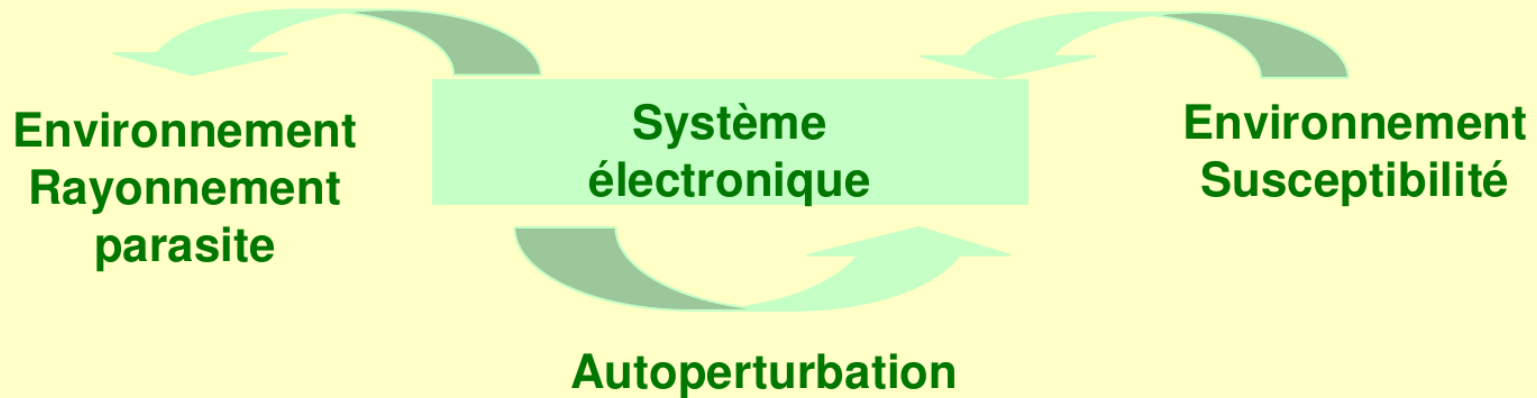 Environnement
Rayonnement
parasite
Système
électronique
Environnement
Susceptibilité
Autoperturbation